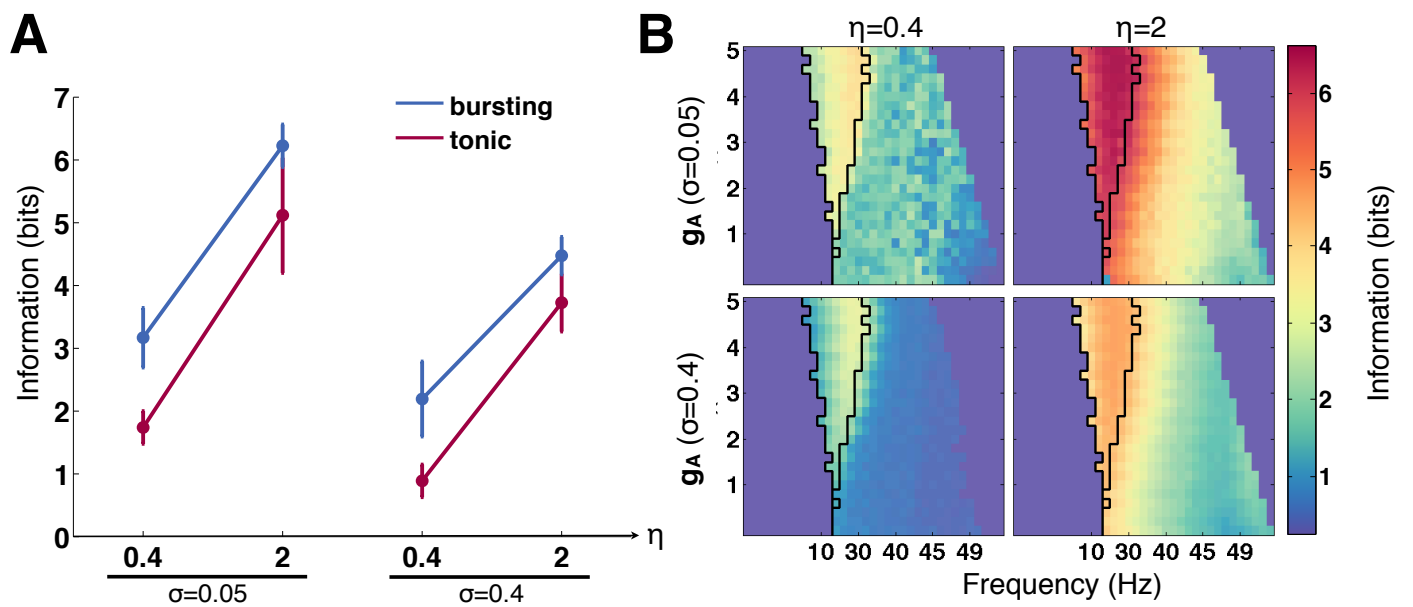 A
Information (bits)
7
6
5
4
3
2
1
0
bursting
tonic
0.4
2
0.4
2
η
σ=0.05
σ=0.4
B
η=0.4
η=2
gA (σ=0.05)
5
4
3
2
1
gA (σ=0.4)
5
4
3
2
1
10 30 40 45 49
10 30 40 45 49
Frequency (Hz)
6
5
4
3
2
1
Information (bits)